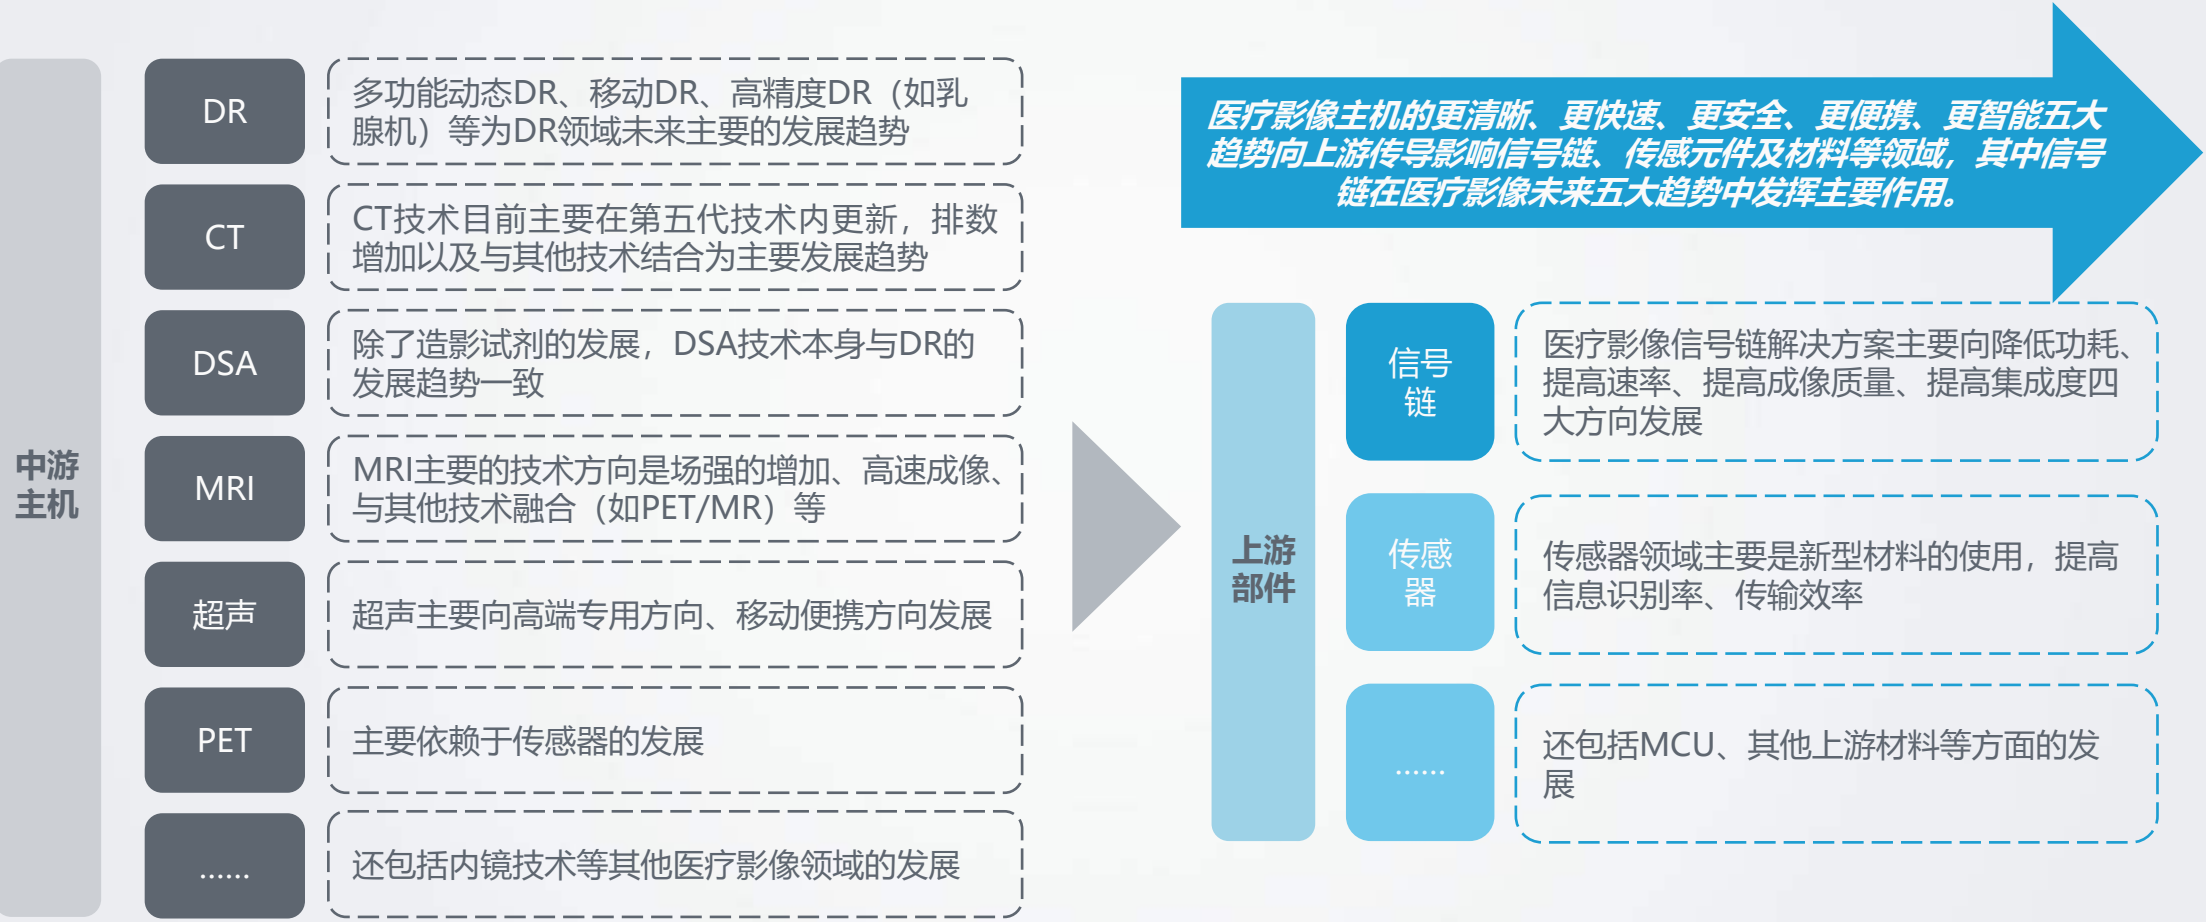 中游
主机
DR
多功能动态DR、移动DR、高精度DR（如乳
腺机）等为DR领域未来主要的发展趋势
CT
CT技术目前主要在第五代技术内更新，排数
增加以及与其他技术结合为主要发展趋势
DSA
除了造影试剂的发展，DSA技术本身与DR的
发展趋势一致
MRI
MRI主要的技术方向是场强的增加、高速成像、
与其他技术融合（如PET/MR）等
超声
超声主要向高端专用方向、移动便携方向发展
PET
主要依赖于传感器的发展
……
还包括内镜技术等其他医疗影像领域的发展
医疗影像主机的更清晰、更快速、更安全、更便携、更智能五大
趋势向上游传导影响信号链、传感元件及材料等领域，其中信号
链在医疗影像未来五大趋势中发挥主要作用。
上游
部件
信号
链
医疗影像信号链解决方案主要向降低功耗、
提高速率、提高成像质量、提高集成度四
大方向发展
传感
器
传感器领域主要是新型材料的使用，提高
信息识别率、传输效率
……
还包括MCU、其他上游材料等方面的发
展